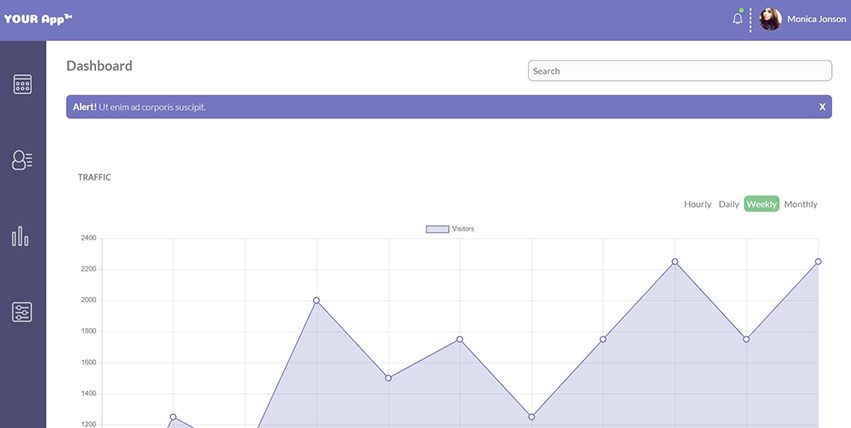 YOUR App™
Monica Jonson
Dashboard
Search
Alert! Ut enim ad corporis suscipit.
X
TRAFFIC
Hourly Daily Weekly Monthly
Visitors
2400
2200
2000
1800
1600
1400
1200